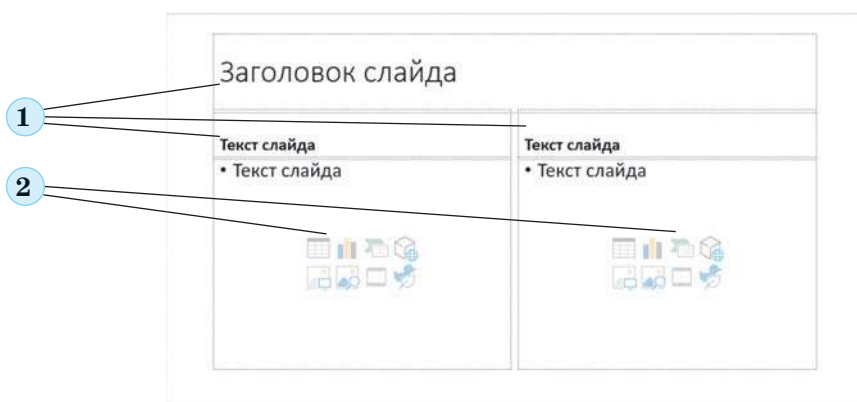 Заголовок слайда
1
Текст слайда
Текст слайда
• Текст слайда
• Текст слайда
2